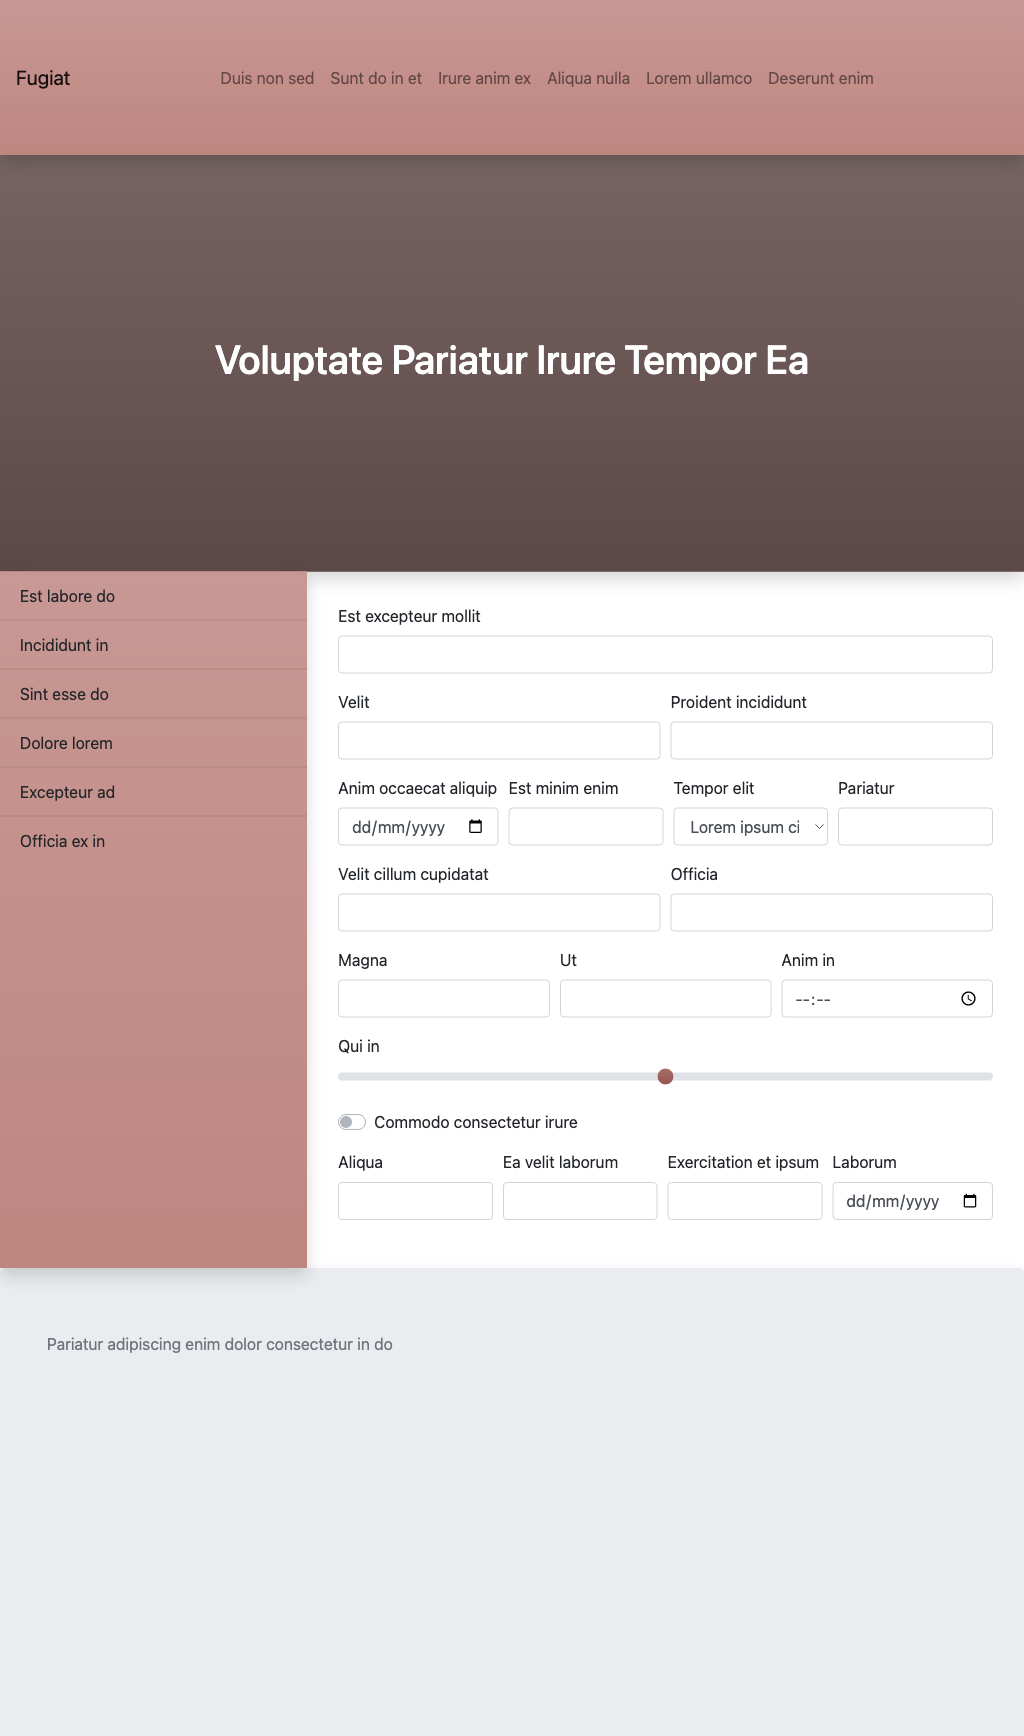 Fugiat
Duis non sed
Sunt do in et
Irure anim ex
Aliqua nulla
Lorem ullamco
Deserunt enim
Voluptate Pariatur Irure Tempor Ea
Est labore do
Incididunt in
Sint esse do
Dolore lorem
Excepteur ad
Officia ex in
Est excepteur mollit
Velit
Proident incididunt
Anim occaecat aliquip
Est minim enim
Tempor elit
Pariatur
dd/mm/yyyy
Lorem ipsum ci
Velit cillum cupidatat
Officia
Magna
Ut
Anim in
--:--
Qui in
Commodo consectetur irure
Aliqua
Ea velit laborum
Exercitation et ipsum
Laborum
dd/mm/yyyy
Pariatur adipiscing enim dolor consectetur in do